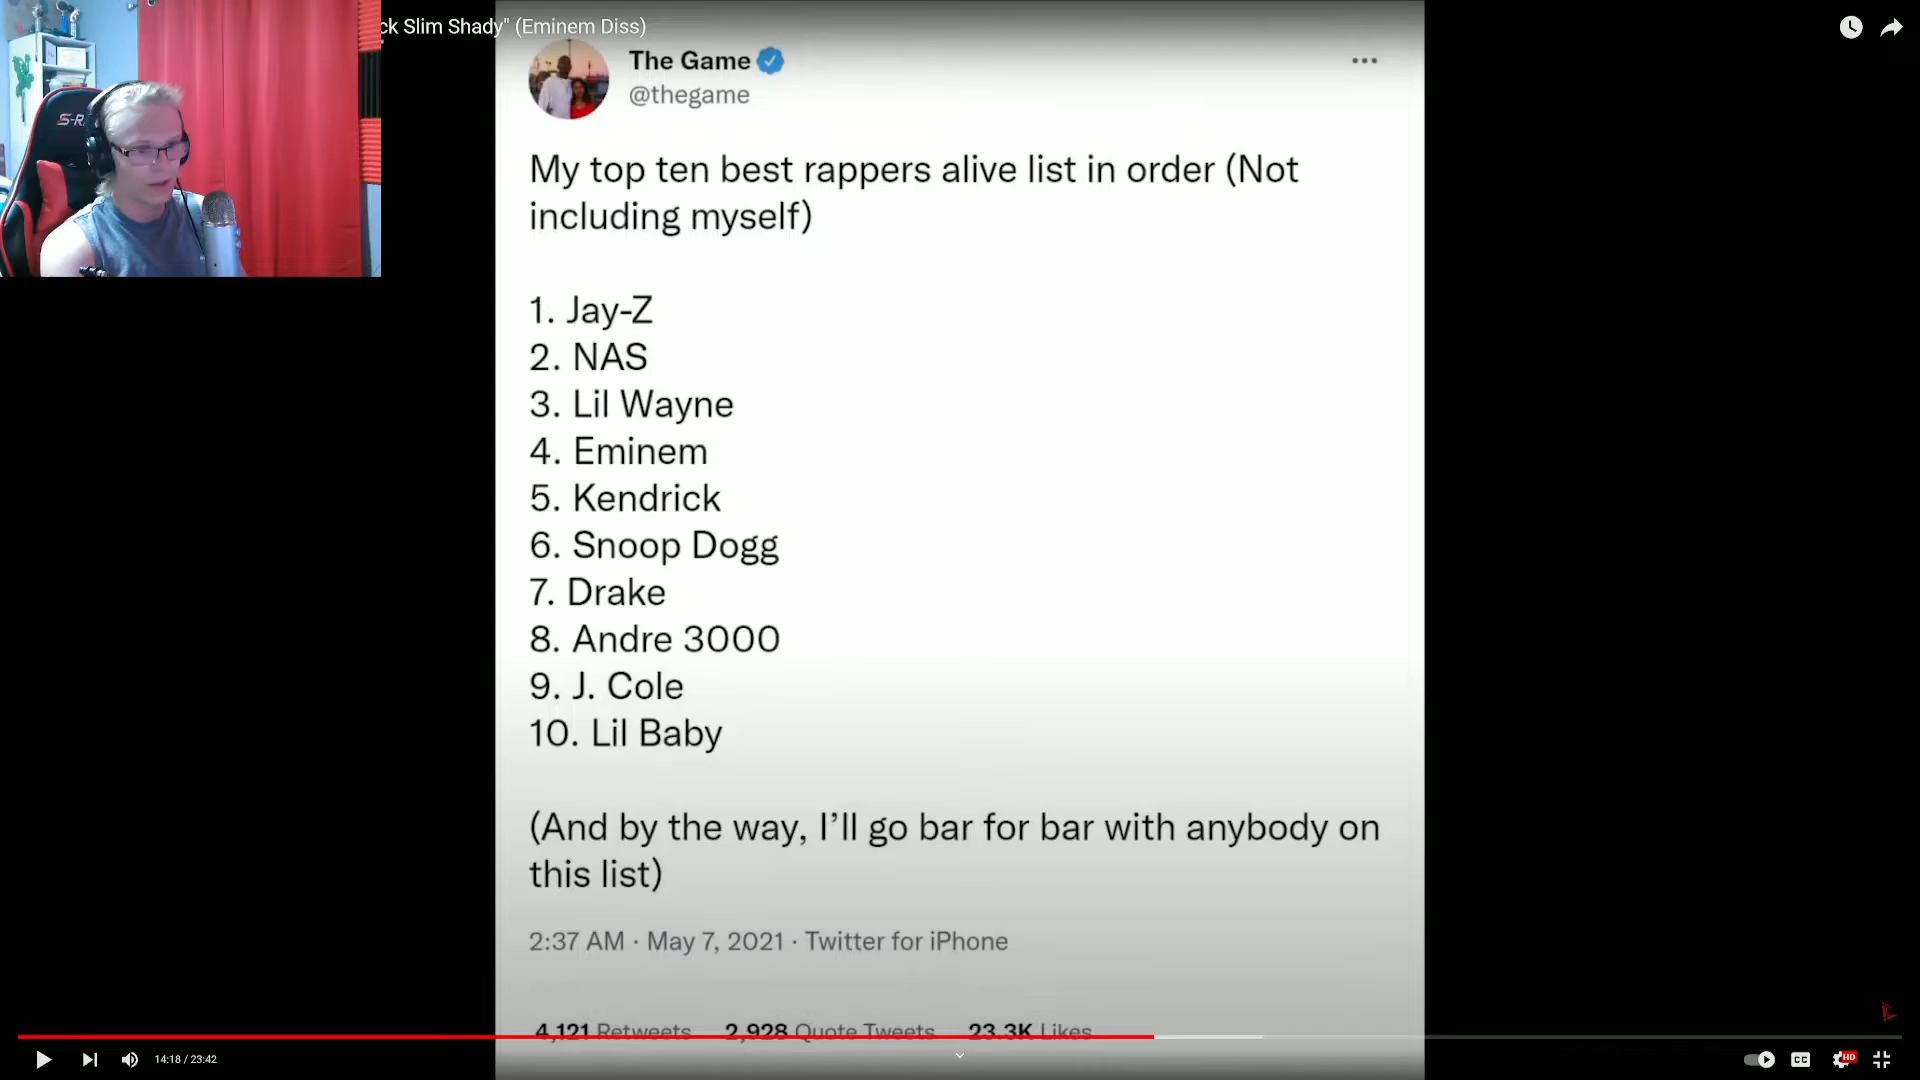 ck Slim Shady" (Eminem Diss)
The Game
@thegame
My top ten best rappers alive list in order (Not
including myself)
1. Jay-Z
2. NAS
3. Lil Wayne
4. Eminem
5. Kendrick
6. Snoop Dogg
7. Drake
8. Andre 3000
9. J. Cole
10. Lil Baby
(And by the way, I’ll go bar for bar with anybody on
this list)
2:37 AM · May 7, 2021 · Twitter for iPhone
4,121 Retweets 2,928 Quote Tweets 23.3K Likes
14:18 / 23:42
CC
HD